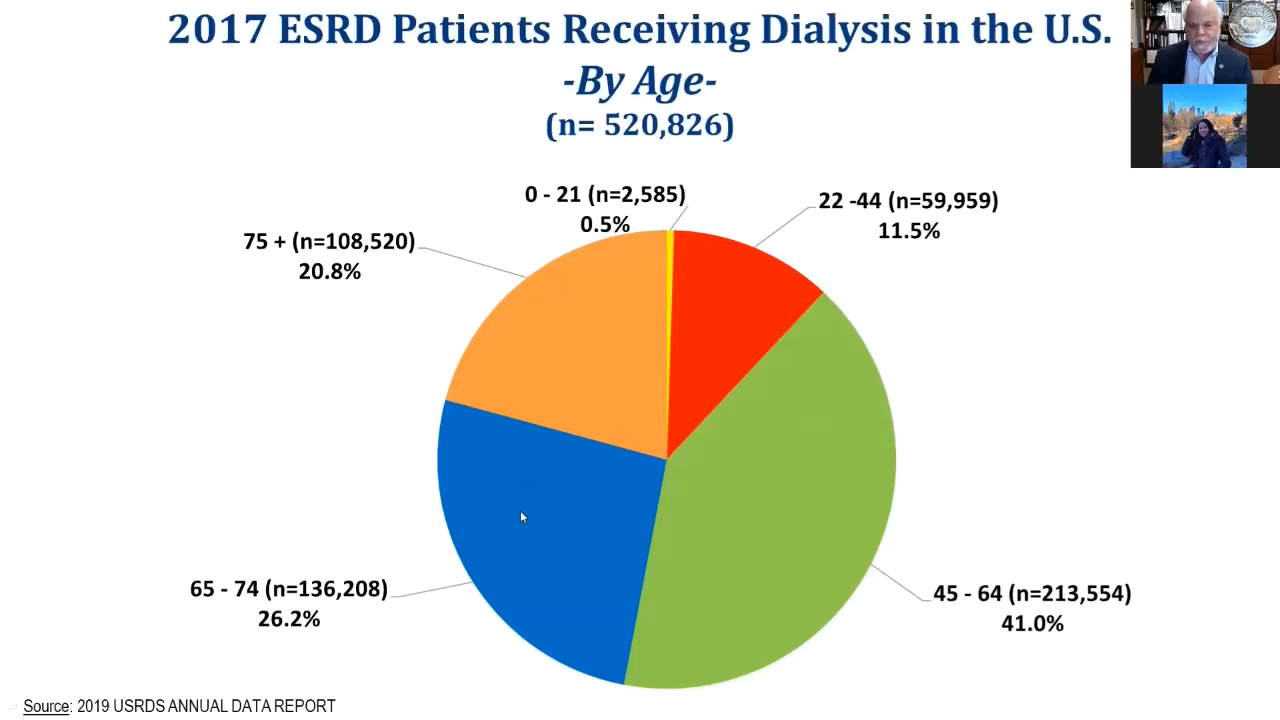 2017 ESRD Patients Receiving Dialysis in the U.S.
-By Age-
(n= 520,826)
0 - 21 (n=2,585)
0.5%
22 -44 (n=59,959)
11.5%
75 + (n=108,520)
20.8%
65 - 74 (n=136,208)
26.2%
45 - 64 (n=213,554)
41.0%
Source: 2019 USRDS ANNUAL DATA REPORT